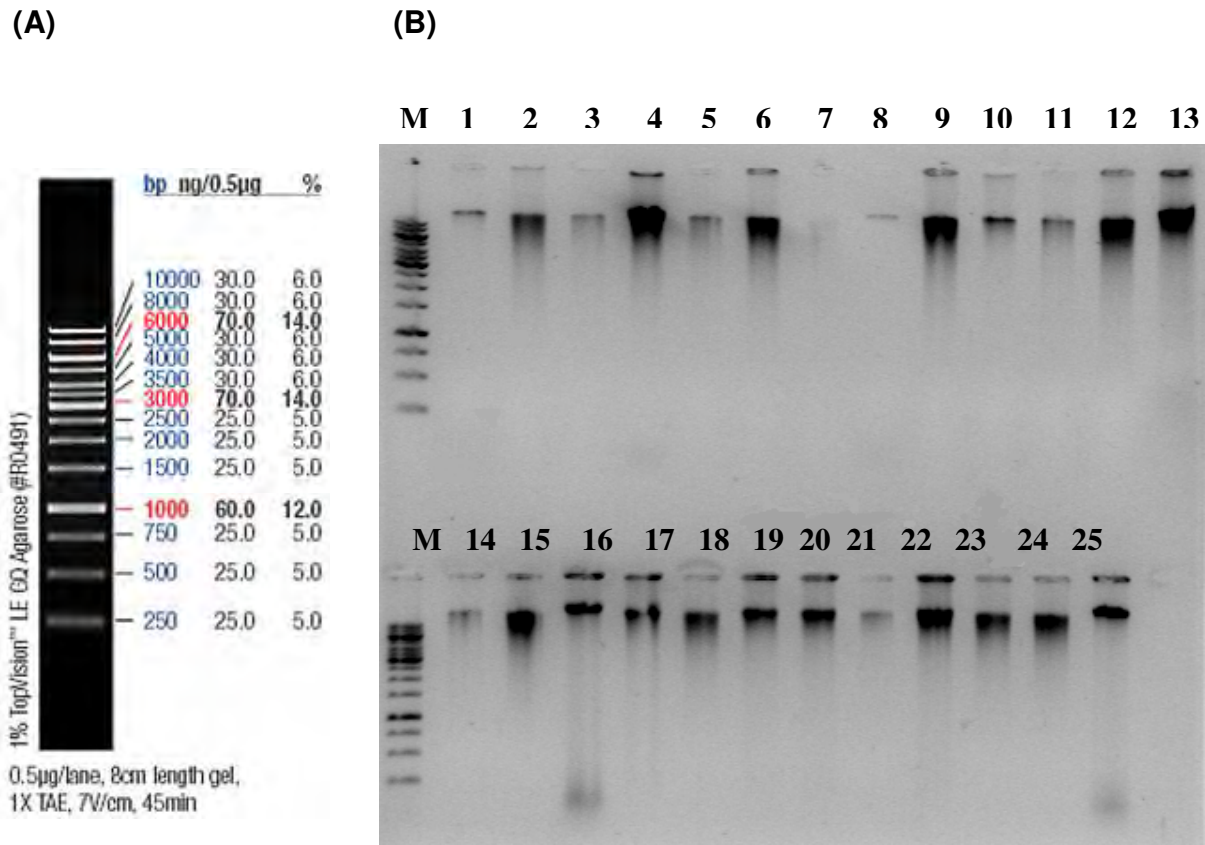 (A)
(B)
M 1 2 3 4 5 6 7 8 9 10 11 12 13
bp ng/0.5µg %
10000 30.0 6.0
8000 30.0 6.0
6000 70.0 14.0
5000 30.0 6.0
4000 30.0 6.0
3500 30.0 6.0
3000 70.0 14.0
2500 25.0 5.0
2000 25.0 5.0
1500 25.0 5.0
1000 60.0 12.0
750 25.0 5.0
500 25.0 5.0
250 25.0 5.0
1% TopVision™ LE GQ Agarose (#R0491)
0.5µg/lane, 8cm length gel,
1X TAE, 7V/cm, 45min
M 14 15 16 17 18 19 20 21 22 23 24 25